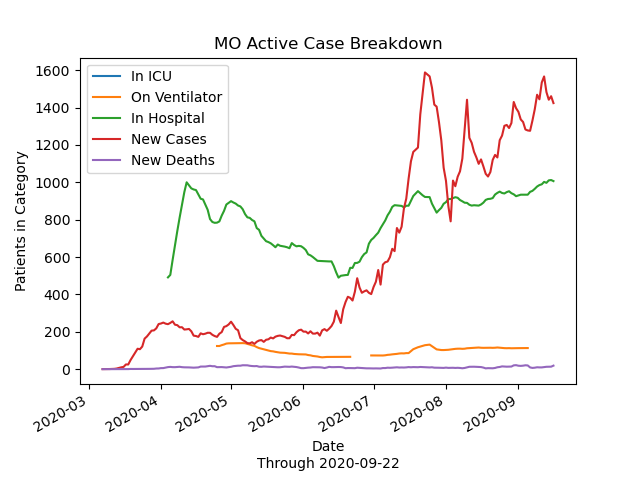 MO Active Case Breakdown
In ICU
On Ventilator
In Hospital
New Cases
New Deaths
Patients in Category
1600
1400
1200
1000
800
600
400
200
0
2020-03
2020-04
2020-05
2020-06
2020-07
2020-08
2020-09
Date
Through 2020-09-22